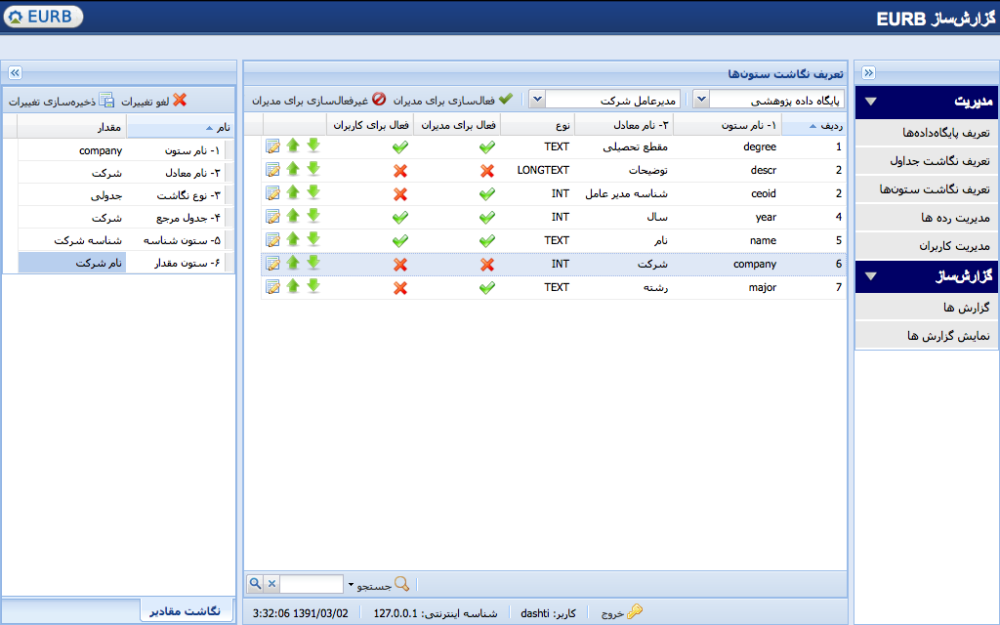 گزارش‌ساز EURB
EURB
مدیریت
تعریف پایگاه‌داده‌ها
تعریف نگاشت جداول
تعریف نگاشت ستون‌ها
مدیریت رده ها
مدیریت کاربران
گزارش‌ساز
گزارش ها
نمایش گزارش ها
تعریف نگاشت ستون‌ها
پایگاه داده پژوهشی مدیرعامل شرکت فعال‌سازی برای مدیران غیرفعال‌سازی برای مدیران
ردیف ۱- نام ستون ۲- نام معادل نوع فعال برای مدیران فعال برای کاربران
1 degree مقطع تحصیلی TEXT
2 descr توضیحات LONGTEXT
2 ceoid شناسه مدیر عامل INT
4 year سال INT
5 name نام TEXT
6 company شرکت INT
7 major رشته TEXT
جستجو
خروج کاربر: dashti شناسه اینترنتی: 127.0.0.1 1391/03/02 3:32:06
لغو تغییرات ذخیره‌سازی تغییرات
نام مقدار
۱- نام ستون company
۲- نام معادل شرکت
۳- نوع نگاشت جدولی
۴- جدول مرجع شرکت
۵- ستون شناسه شناسه شرکت
۶- ستون مقدار نام شرکت
نگاشت مقادیر